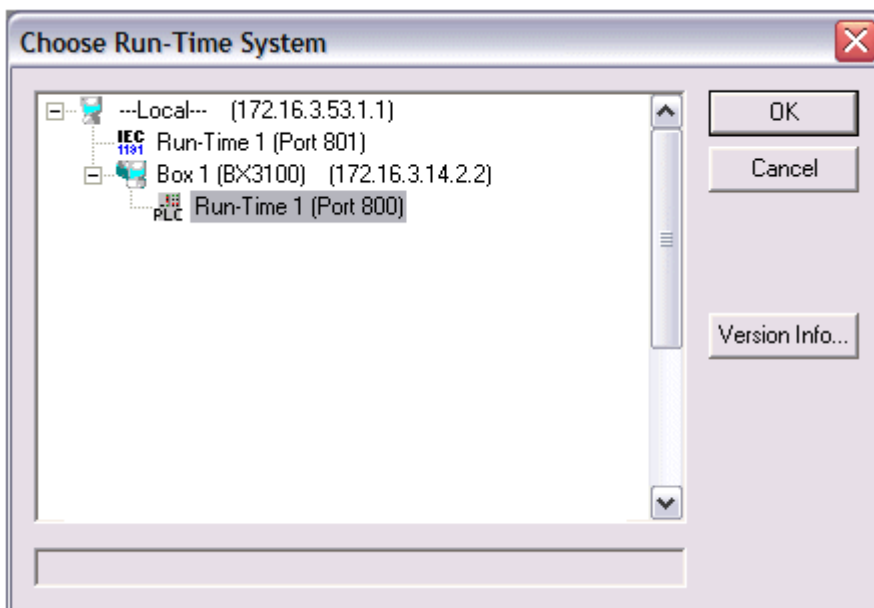 Choose Run-Time System
---Local--- (172.16.3.53.1.1)
IEC
1131
Run-Time 1 (Port 801)
Box 1 (BX3100) (172.16.3.14.2.2)
PLC
Run-Time 1 (Port 800)
OK
Cancel
Version Info...